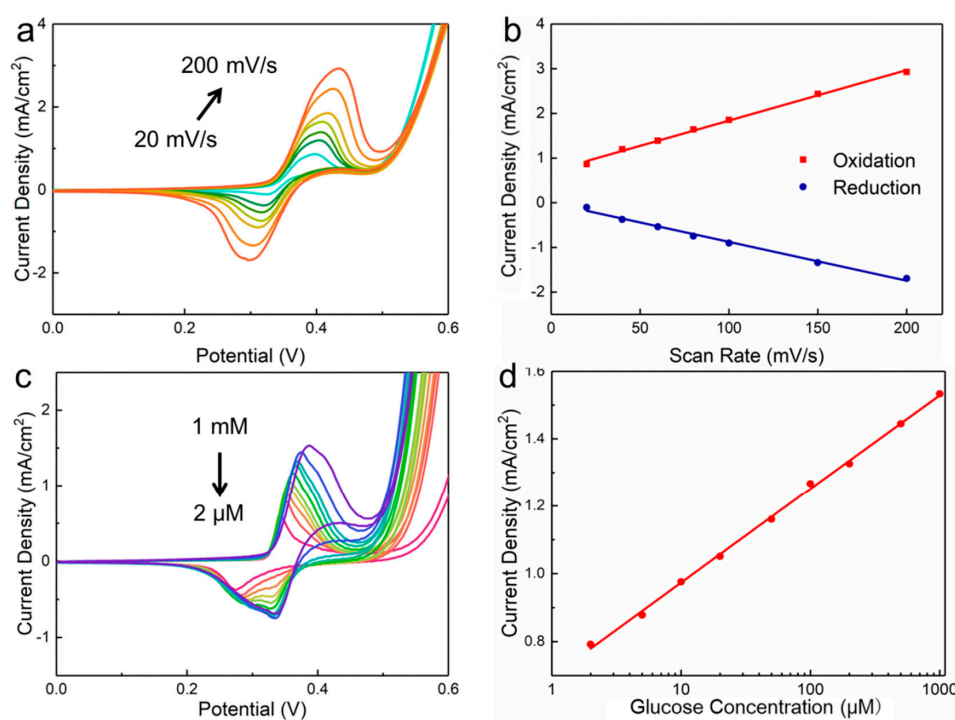 a
200 mV/s
20 mV/s
Current Density (mA/cm²)
4
2
0
-2
0.0
0.2
0.4
0.6
Potential (V)
b
Current Density (mA/cm²)
4
3
2
1
0
-1
-2
Oxidation
Reduction
50
100
150
200
Scan Rate (mV/s)
c
1 mM
2 μM
Current Density (mA/cm²)
2
1
0
-1
0.0
0.2
0.4
0.6
Potential (V)
d
Current Density (mA/cm²)
1.6
1.4
1.2
1.0
0.8
1
10
100
1000
Glucose Concentration (μM)